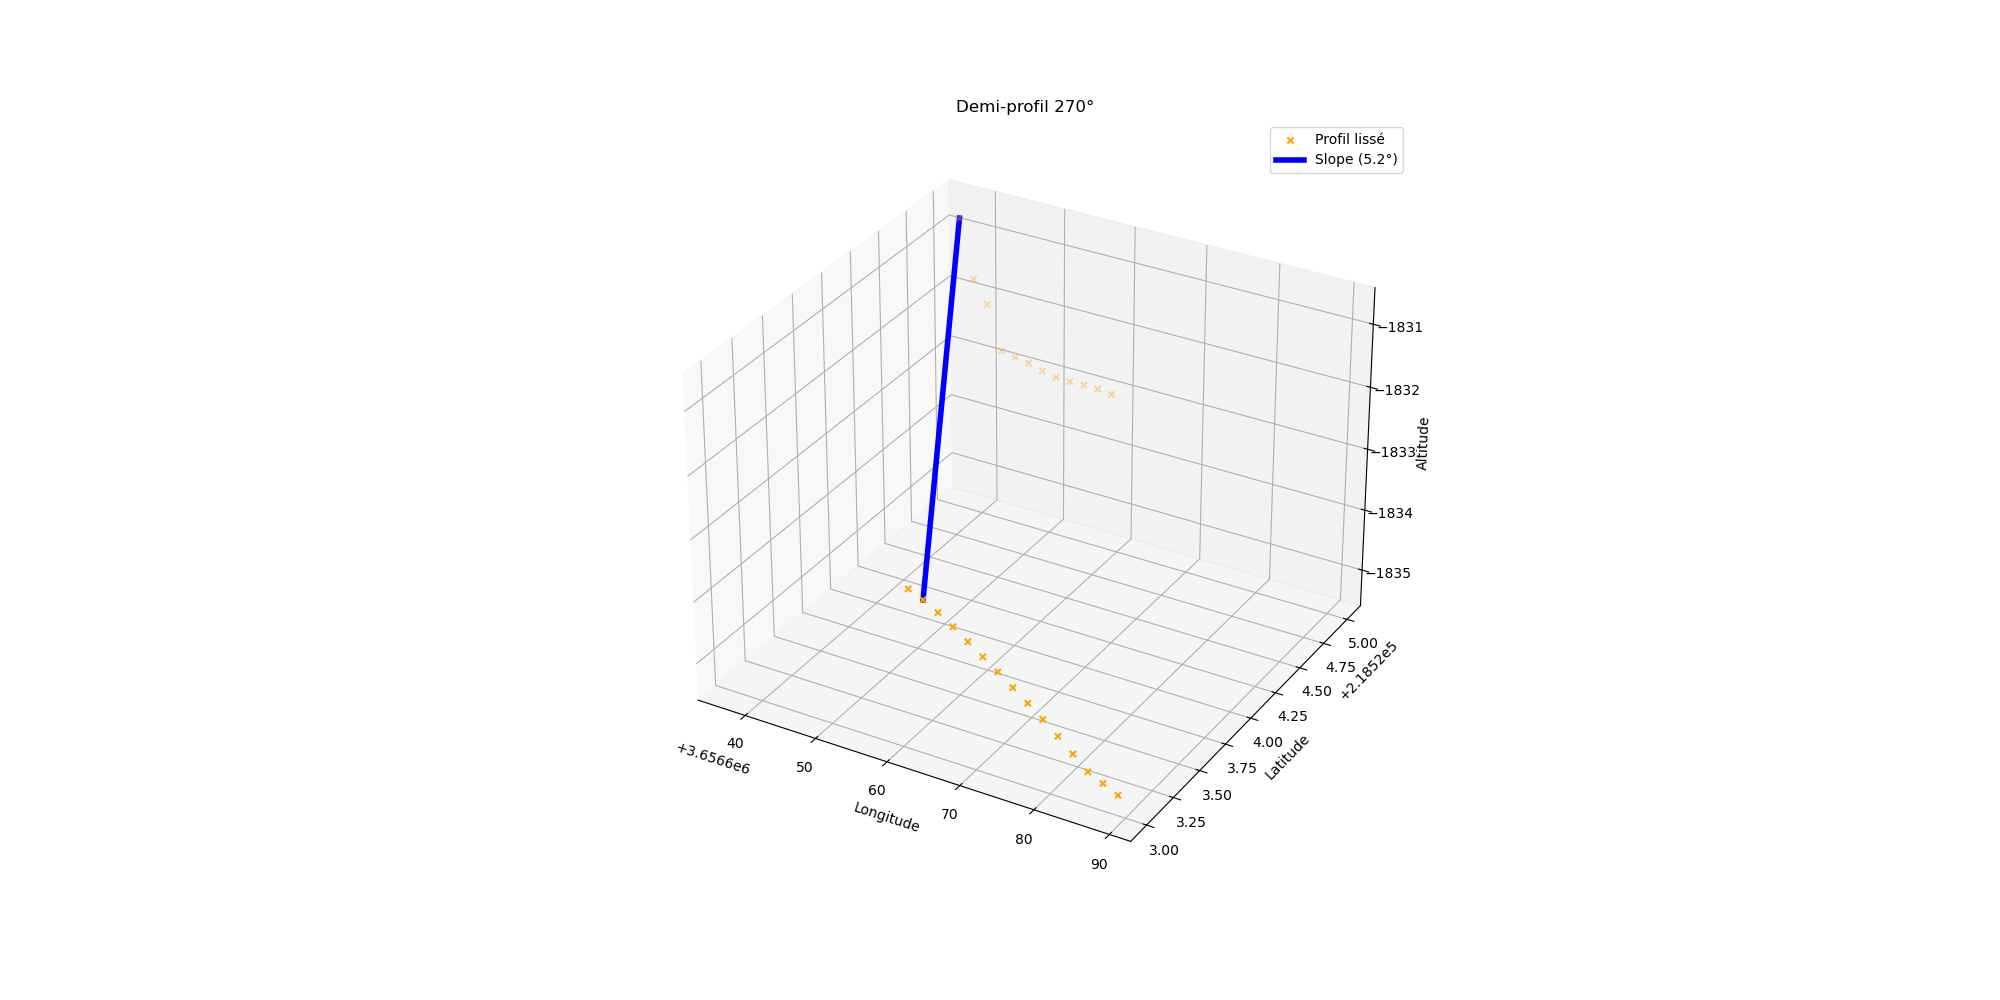 Demi-profil 270°
Profil lissé
Slope (5.2°)
−1831
−1832
−1833
−1834
−1835
Altitude
5.00
4.75
4.50
4.25
4.00
3.75
3.50
3.25
3.00
+2.1852e5
Latitude
40
50
60
70
80
90
+3.6566e6
Longitude